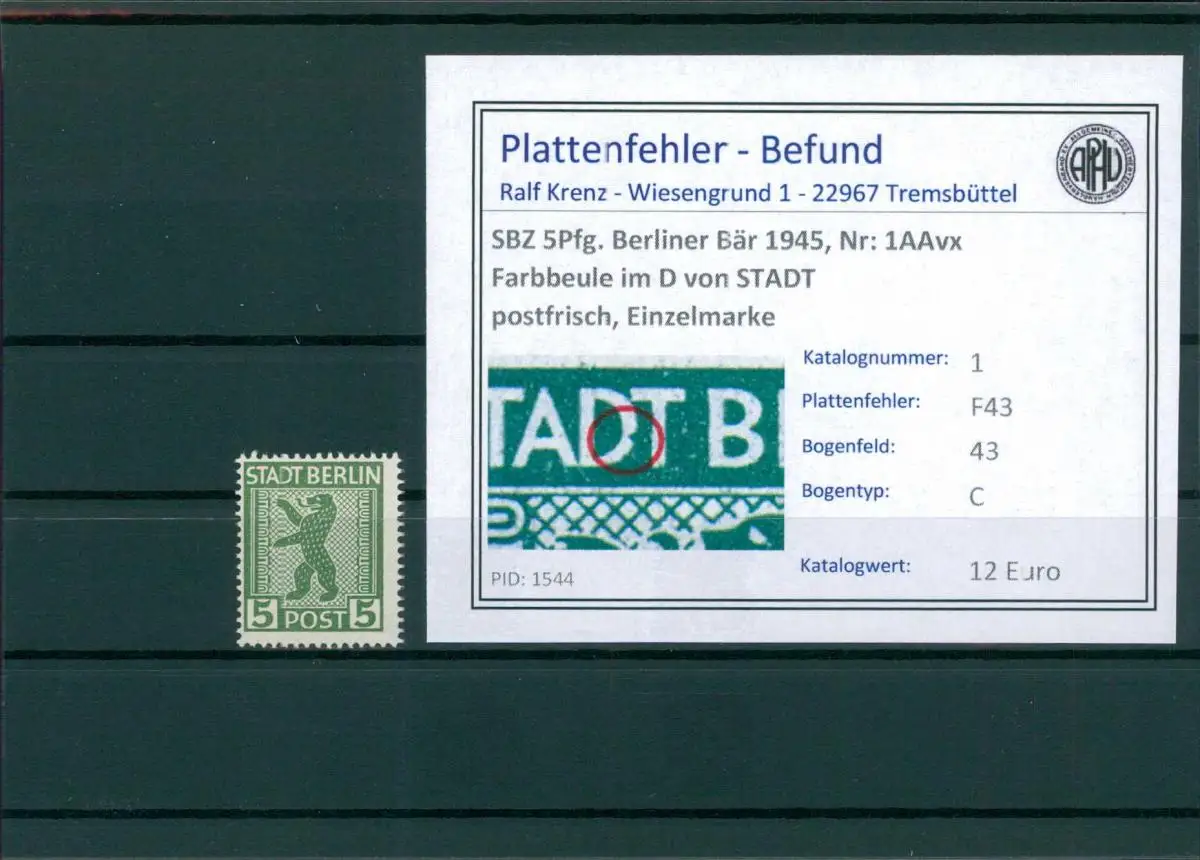 STADT BERLIN
5 POST 5
Plattenfehler - Befund
Ralf Krenz - Wiesengrund 1 - 22967 Tremsbüttel
APHV
SBZ 5Pfg. Berliner Bär 1945, Nr: 1AAvx
Farbbeule im D von STADT
postfrisch, Einzelmarke
TADT B
Katalognummer: 1
Plattenfehler: F43
Bogenfeld: 43
Bogentyp: C
Katalogwert: 12 Euro
PID: 1544